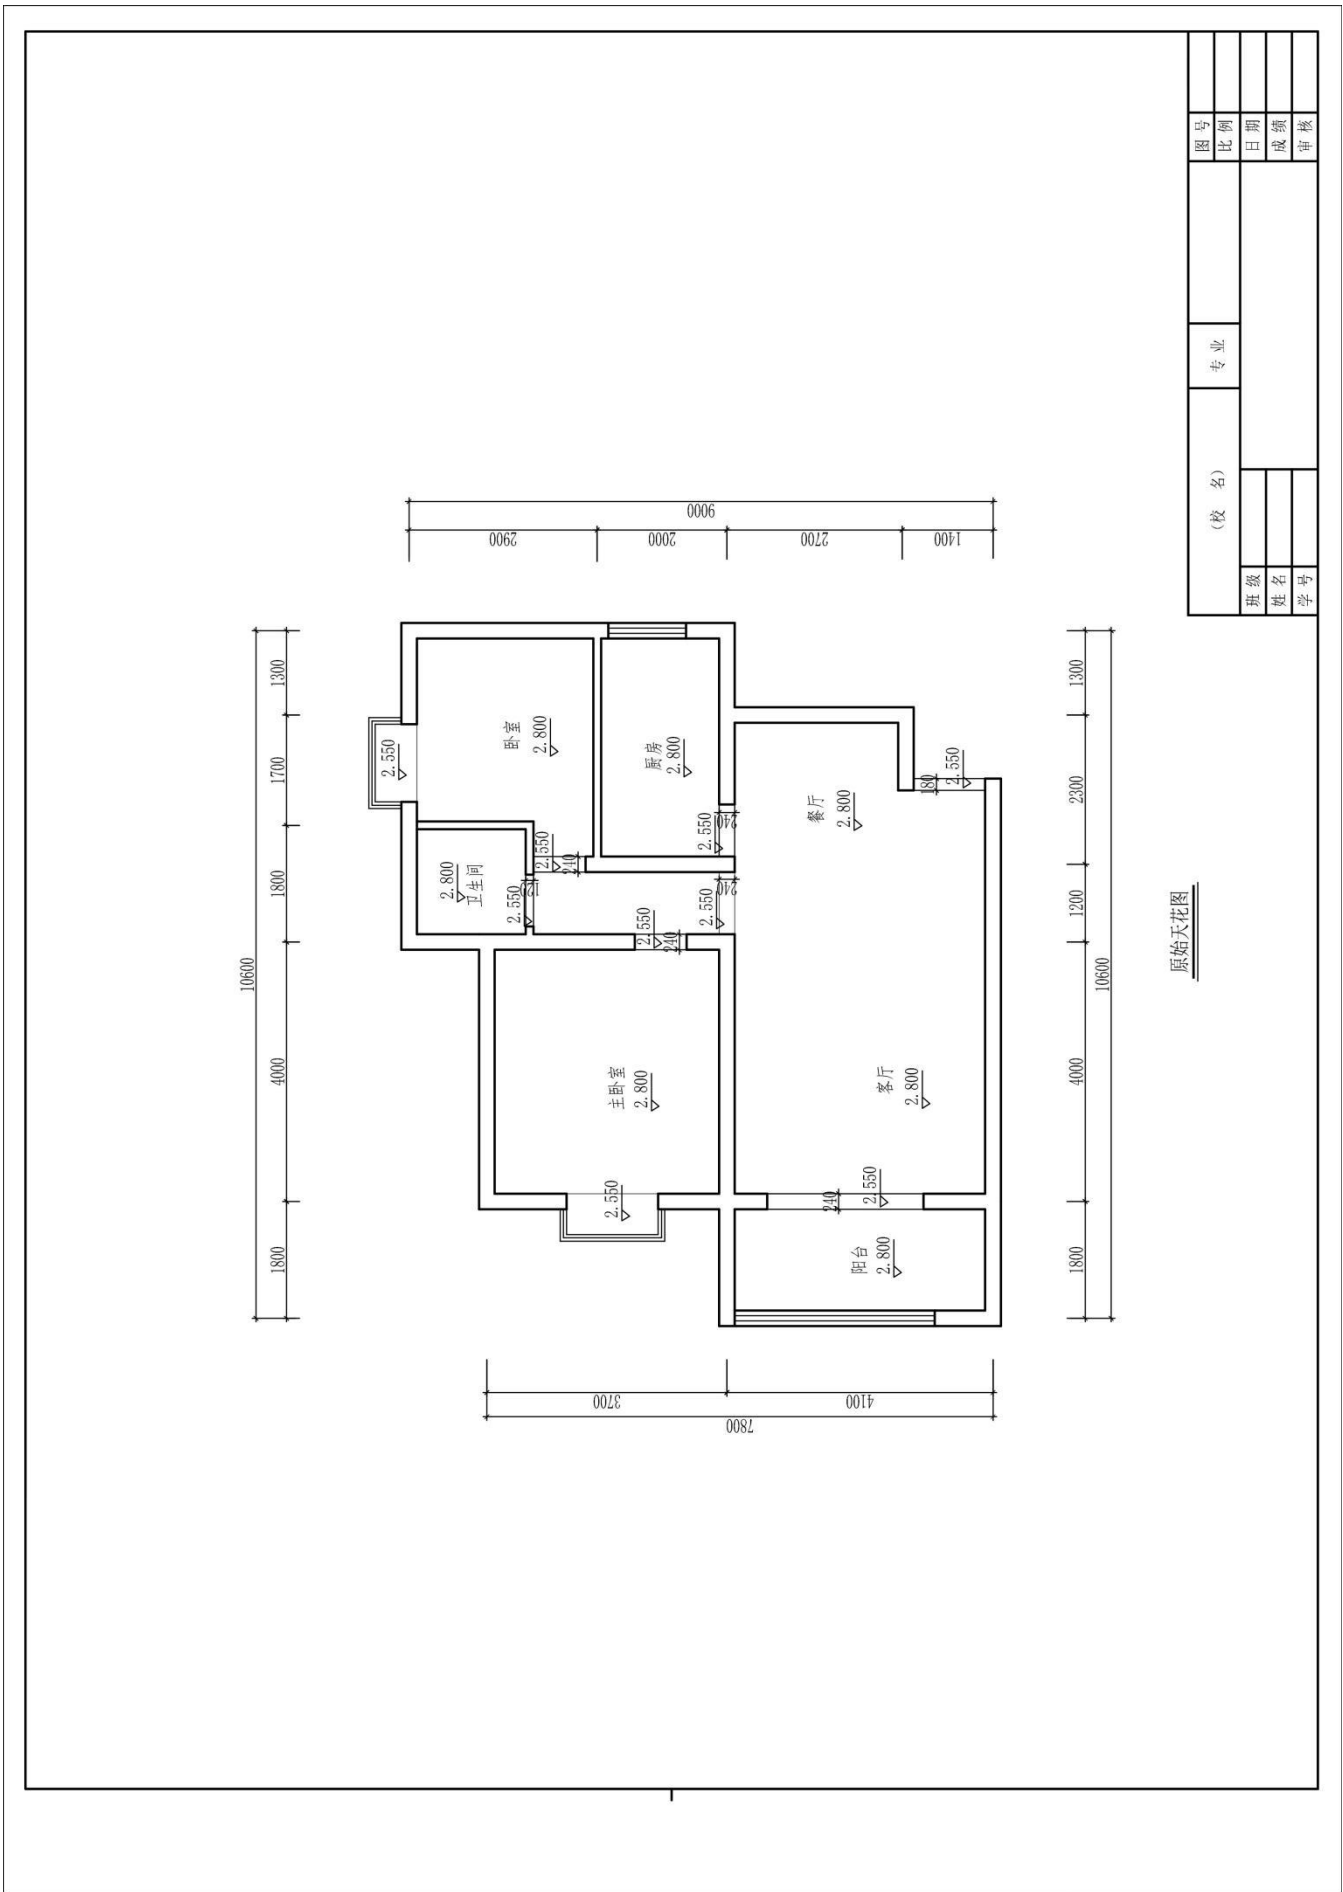 10600
1800
4000
1800
1700
1300
2.550
2.800
卫生间
卧室
2.800
2.550
120
2.550
240
2900
9000
3700
7800
2.550
主卧室
2.800
2.550
240
厨房
2.800
2000
2.550
240
2.550
240
4100
阳台
2.800
240
2.550
客厅
2.800
餐厅
2.800
2700
180
2.550
1400
1800
4000
1200
2300
1300
10600
原始天花图
(校 名)
专 业
图 号
比 例
班 级
日 期
姓 名
成 绩
学 号
审 核